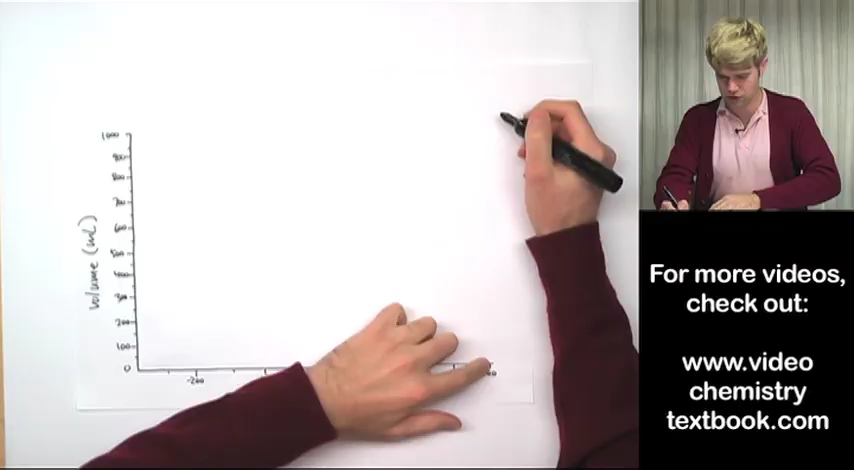 1000
900
800
700
600
500
400
300
200
100
0
Volume (mL)
-200
For more videos,
check out:
www.video
chemistry
textbook.com